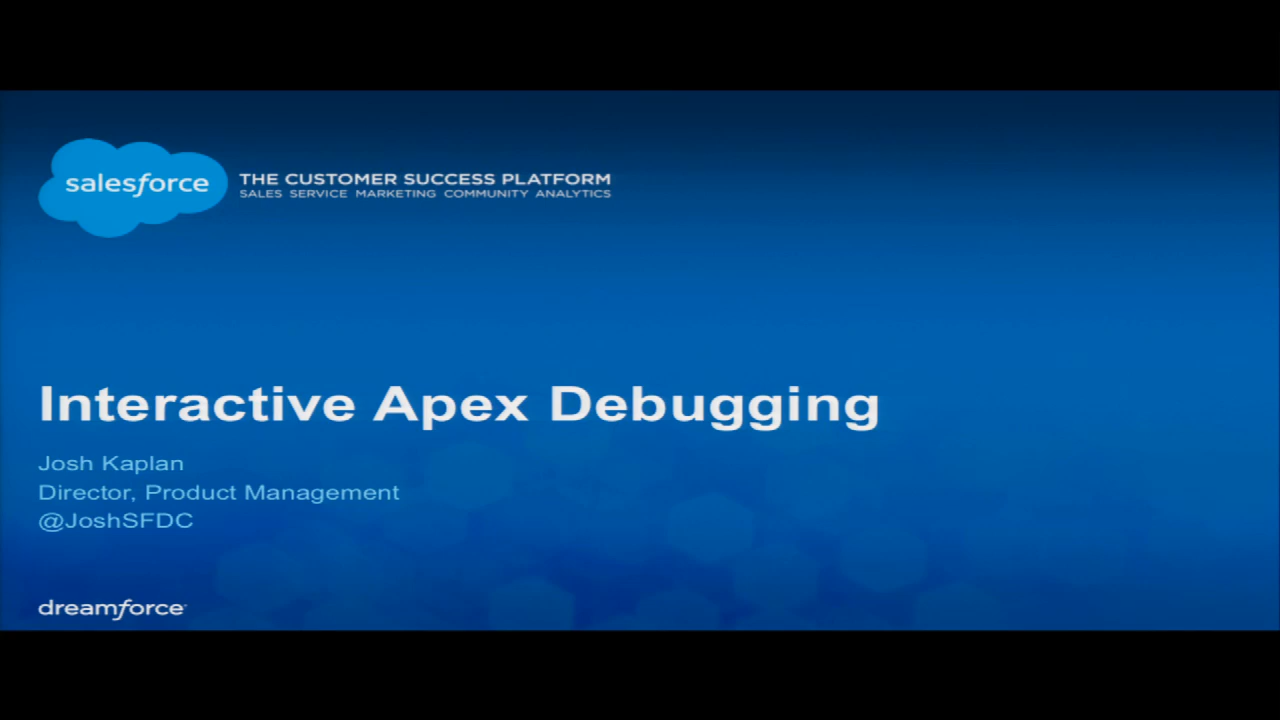 salesforce
THE CUSTOMER SUCCESS PLATFORM
SALES SERVICE MARKETING COMMUNITY ANALYTICS
Interactive Apex Debugging
Josh Kaplan
Director, Product Management
@JoshSFDC
dreamforce